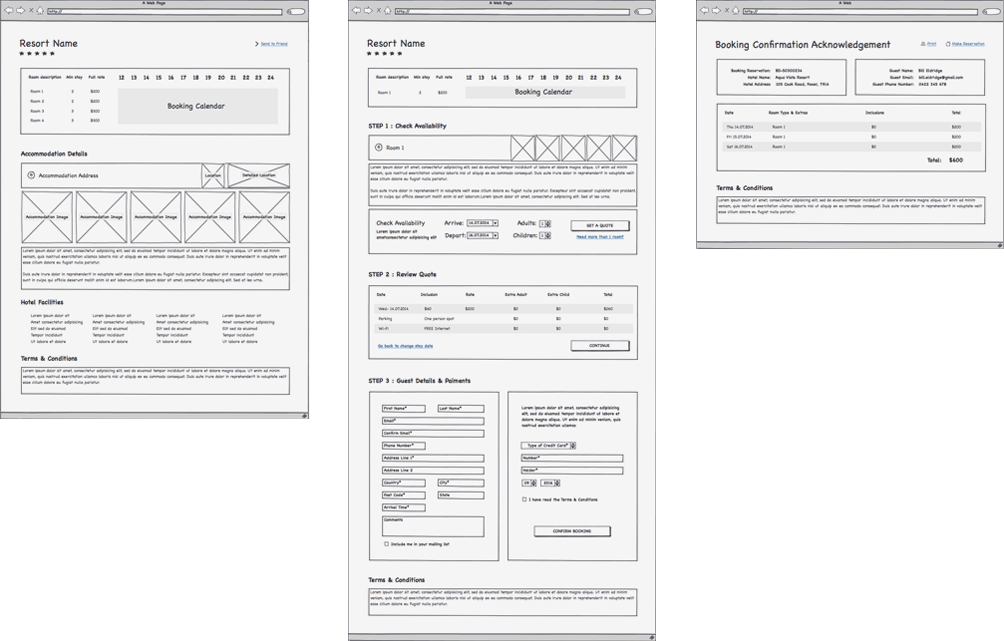 A Web Page
http://
Resort Name
Send to Friend
★★★★★
Room description Min stay Full rate 12 13 14 15 16 17 18 19 20 21 22 23 24
Room 1 2 $200
Room 2
Room 3
Room 4
Booking Calendar
Accommodation Details
Accommodation Address
Location
Detailed Location
Accommodation Image Accommodation Image Accommodation Image Accommodation Image Accommodation Image
Lorem ipsum dolor sit amet, consectetur adipisicing elit, sed do eiusmod tempor incididunt ut labore et dolore magna aliqua. Ut enim ad minim
veniam, quis nostrud exercitation ullamco laboris nisi ut aliquip ex ea commodo consequat. Duis aute irure dolor in reprehenderit in voluptate velit
esse cillum dolore eu fugiat nulla pariatur.
Duis aute irure dolor in reprehenderit in voluptate velit esse cillum dolore eu fugiat nulla pariatur. Excepteur sint occaecat cupidatat non proident,
sunt in culpa qui officia deserunt mollit anim id est laborum.Lorem ipsum dolor sit amet. Sed at leo urna.
Hotel Facilities
Lorem ipsum dolor sit Lorem ipsum dolor sit Lorem ipsum dolor sit Lorem ipsum dolor sit
Amet consectetur adipisicing Amet consectetur adipisicing Amet consectetur adipisicing Amet consectetur adipisicing
Elit sed do eiusmod Elit sed do eiusmod Elit sed do eiusmod Elit sed do eiusmod
Tempor incididunt Tempor incididunt Tempor incididunt Tempor incididunt
Ut labore et dolore Ut labore et dolore Ut labore et dolore Ut labore et dolore
Terms & Conditions
Lorem ipsum dolor sit amet, consectetur adipisicing elit, sed do eiusmod tempor incididunt ut labore et dolore magna aliqua. Ut enim ad minim
veniam, quis nostrud exercitation ullamco laboris nisi ut aliquip ex ea commodo consequat. Duis aute irure dolor in reprehenderit in voluptate velit
esse cillum dolore eu fugiat nulla pariatur.
A Web Page
http://
Resort Name
★★★★★
Room description Min stay Full rate 12 13 14 15 16 17 18 19 20 21 22 23 24
Room 1 2 $200
Booking Calendar
STEP 1 : Check Availability
Room 1
Lorem ipsum dolor sit amet, consectetur adipisicing elit, sed do eiusmod tempor incididunt ut labore et dolore magna aliqua. Ut enim ad minim
veniam, quis nostrud exercitation ullamco laboris nisi ut aliquip ex ea commodo consequat. Duis aute irure dolor in reprehenderit in voluptate velit
esse cillum dolore eu fugiat nulla pariatur.
Duis aute irure dolor in reprehenderit in voluptate velit esse cillum dolore eu fugiat nulla pariatur. Excepteur sint occaecat cupidatat non proident,
sunt in culpa qui officia deserunt mollit anim id est laborum.Lorem ipsum dolor sit amet. Sed at leo urna.
Check Availability
Lorem ipsum dolor sit
ametconsectetur adipisicing elit
Arrive: 14.07.2014
Depart:
Adults: 1
Children: 1
GET A QUOTE
Need more than 1 room?
STEP 2 : Review Quote
Date Inclusion Rate Extra Adult Extra Child Total
Wed- 14.07.2014 $60 $200 $0 $0 $260
Parking One person spot $0 $0 $0
Wi-Fi FREE Internet $0 $0 $0
Go back to change stay date
CONTINUE
STEP 3 : Guest Details & Paiments
First Name* Last Name*
Email*
Confirm Email*
Phone Number*
Address Line 1*
Address Line 2
Country* City*
Post Code* State
Arrival Time*
Comments
Include me in your mailing list
Lorem ipsum dolor sit amet, consectetur adipisicing
elit, sed do eiusmod tempor incididunt ut labore et
dolore magna aliqua. Ut enim ad minim veniam, quis
nostrud exercitation ullamco
Type of Credit Card*
Number*
Holder*
2014
I have read the Terms & Conditions
CONFIRM BOOKING
Terms & Conditions
Lorem ipsum dolor sit amet, consectetur adipisicing elit, sed do eiusmod tempor incididunt ut labore et dolore magna aliqua. Ut enim ad minim
veniam, quis nostrud exercitation ullamco laboris nisi ut aliquip ex ea commodo consequat. Duis aute irure dolor in reprehenderit in voluptate velit
esse cillum dolore eu fugiat nulla pariatur.
A Web
http://
Booking Confirmation Acknowledgement
Print Make Reservation
Booking Reservation:
Hotel Name: Aqua Vista Resort
Hotel Address:
Guest Name: Bill Eldridge
Guest Email: bill.eldridge@gmail.com
Guest Phone Number: 0422 345 678
Date Room Type & Extras Inclusions Total
Thu 14.07.2014 Room 1 $0 $200
Fri 15.07.2014 Room 1 $0 $200
Sat 16.07.2014 Room 1 $0 $200
Total: $600
Terms & Conditions
Lorem ipsum dolor sit amet, consectetur adipisicing elit, sed do eiusmod tempor incididunt ut labore et dolore magna aliqua. Ut enim ad minim
veniam, quis nostrud exercitation ullamco laboris nisi ut aliquip ex ea commodo consequat. Duis aute irure dolor in reprehenderit in voluptate velit
esse cillum dolore eu fugiat nulla pariatur.